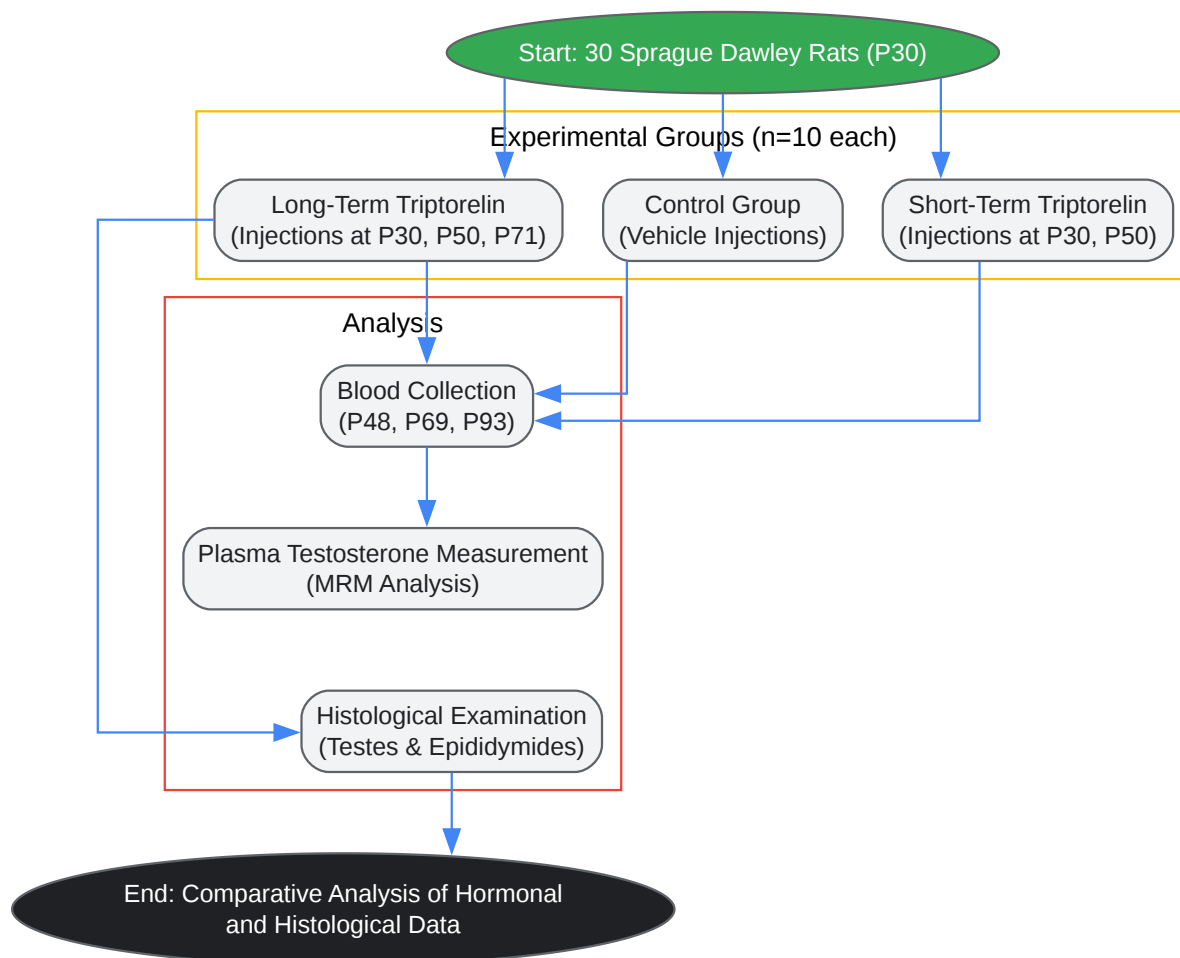 Start: 30 Sprague Dawley Rats (P30)
Experimental Groups (n=10 each)
Long-Term Triptorelin
(Injections at P30, P50, P71)
Control Group
(Vehicle Injections)
Short-Term Triptorelin
(Injections at P30, P50)
Analysis
Blood Collection
(P48, P69, P93)
Plasma Testosterone Measurement
(MRM Analysis)
Histological Examination
(Testes & Epididymides)
End: Comparative Analysis of Hormonal
and Histological Data